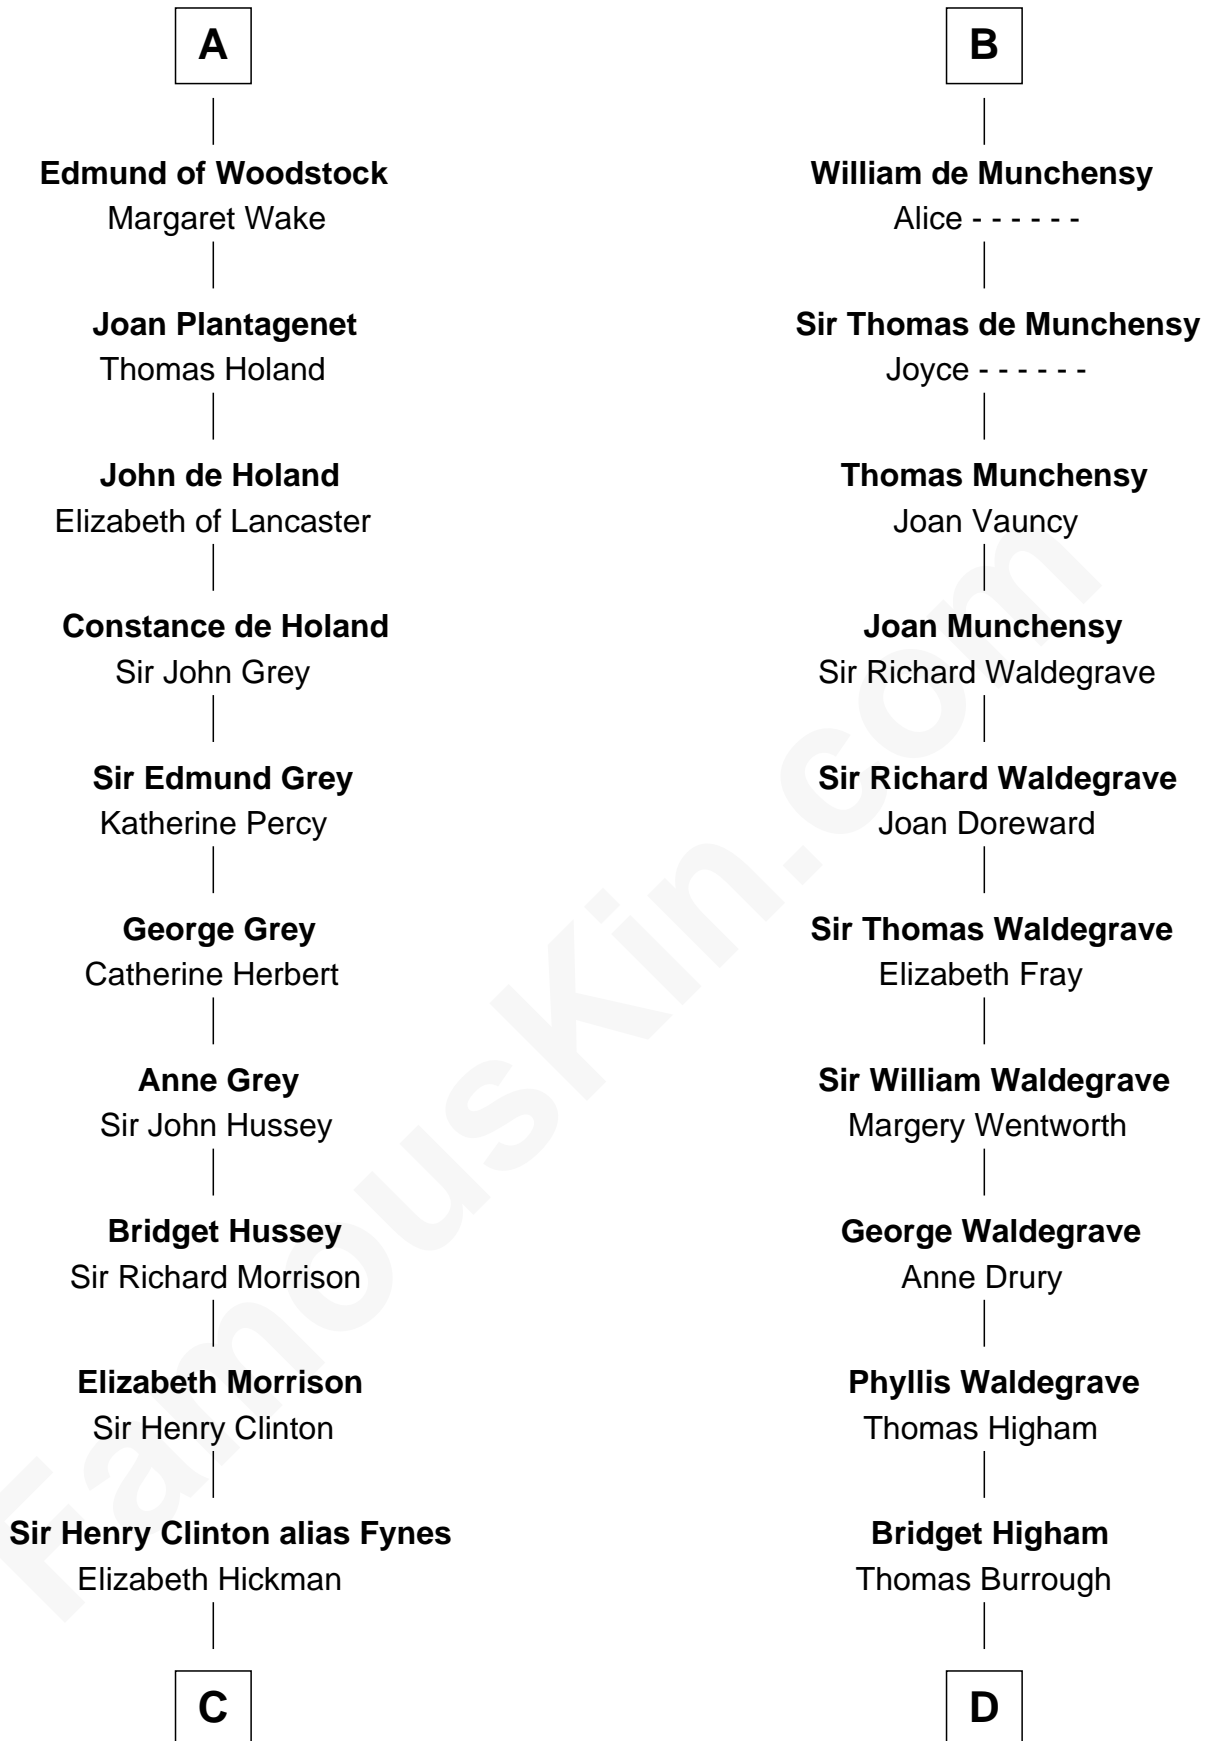 A
Edmund of Woodstock
Margaret Wake
Joan Plantagenet
Thomas Holand
John de Holand
Elizabeth of Lancaster
Constance de Holand
Sir John Grey
Sir Edmund Grey
Katherine Percy
George Grey
Catherine Herbert
Anne Grey
Sir John Hussey
Bridget Hussey
Sir Richard Morrison
Elizabeth Morrison
Sir Henry Clinton
Sir Henry Clinton alias Fynes
Elizabeth Hickman
C
B
William de Munchensy
Alice - - - - - -
Sir Thomas de Munchensy
Joyce - - - - - -
Thomas Munchensy
Joan Vauncy
Joan Munchensy
Sir Richard Waldegrave
Sir Richard Waldegrave
Joan Doreward
Sir Thomas Waldegrave
Elizabeth Fray
Sir William Waldegrave
Margery Wentworth
George Waldegrave
Anne Drury
Phyllis Waldegrave
Thomas Higham
Bridget Higham
Thomas Burrough
D
FamousKin.com